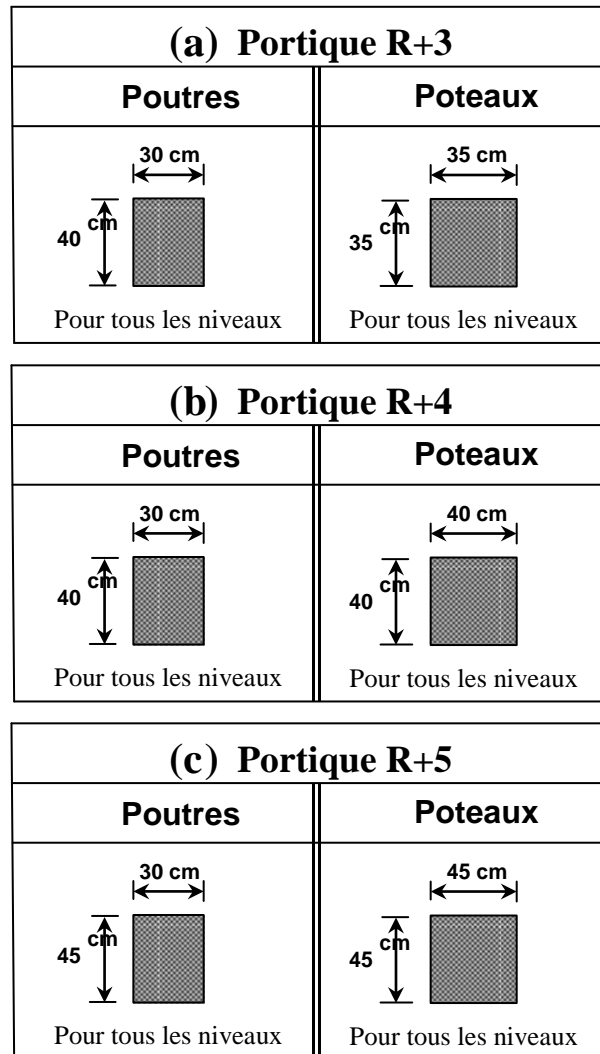 (a) Portique R+3
Poutres Poteaux
30 cm 35 cm
40 cm 35 cm
Pour tous les niveaux Pour tous les niveaux
(b) Portique R+4
Poutres Poteaux
30 cm 40 cm
40 cm 40 cm
Pour tous les niveaux Pour tous les niveaux
(c) Portique R+5
Poutres Poteaux
30 cm 45 cm
45 cm 45 cm
Pour tous les niveaux Pour tous les niveaux